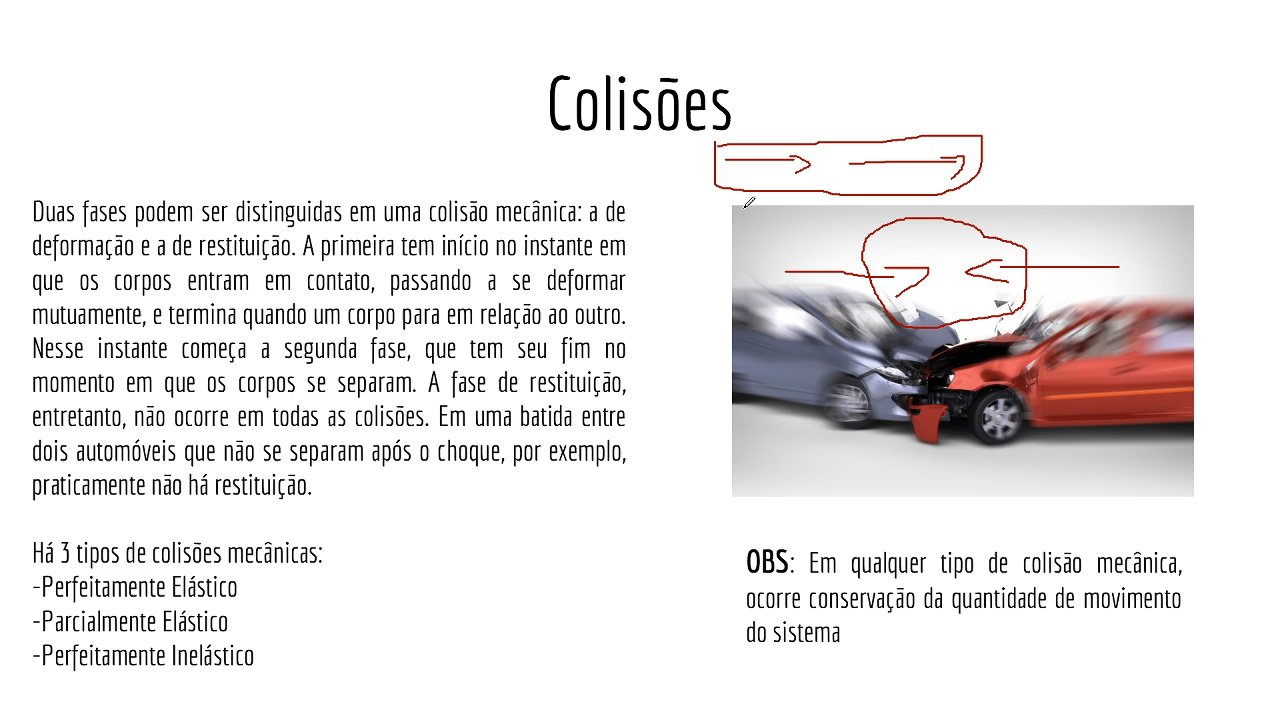 Colisões
Duas fases podem ser distinguidas em uma colisão mecânica: a de
deformação e a de restituição. A primeira tem início no instante em
que os corpos entram em contato, passando a se deformar
mutuamente, e termina quando um corpo para em relação ao outro.
Nesse instante começa a segunda fase, que tem seu fim no
momento em que os corpos se separam. A fase de restituição,
entretanto, não ocorre em todas as colisões. Em uma batida entre
dois automóveis que não se separam após o choque, por exemplo,
praticamente não há restituição.
Há 3 tipos de colisões mecânicas:
-Perfeitamente Elástico
-Parcialmente Elástico
-Perfeitamente Inelástico
OBS: Em qualquer tipo de colisão mecânica,
ocorre conservação da quantidade de movimento
do sistema